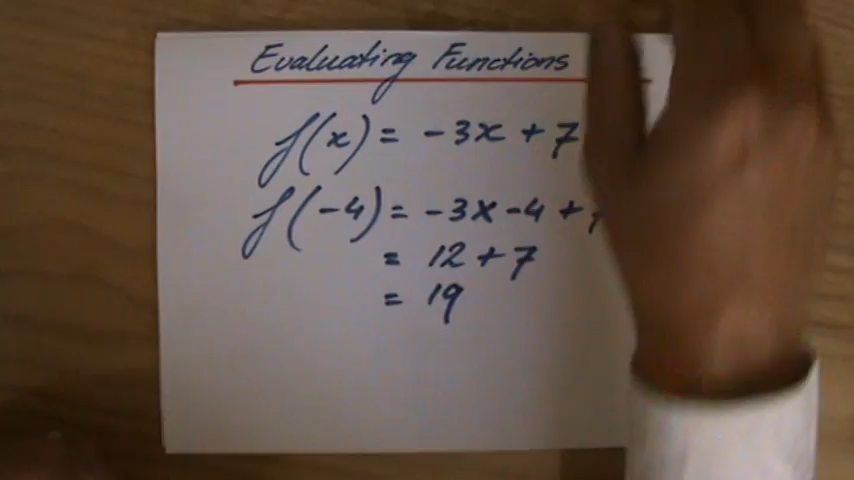 Evaluating Functions
f(x) = -3x + 7
f(-4) = -3x-4 +
= 12 + 7
= 19